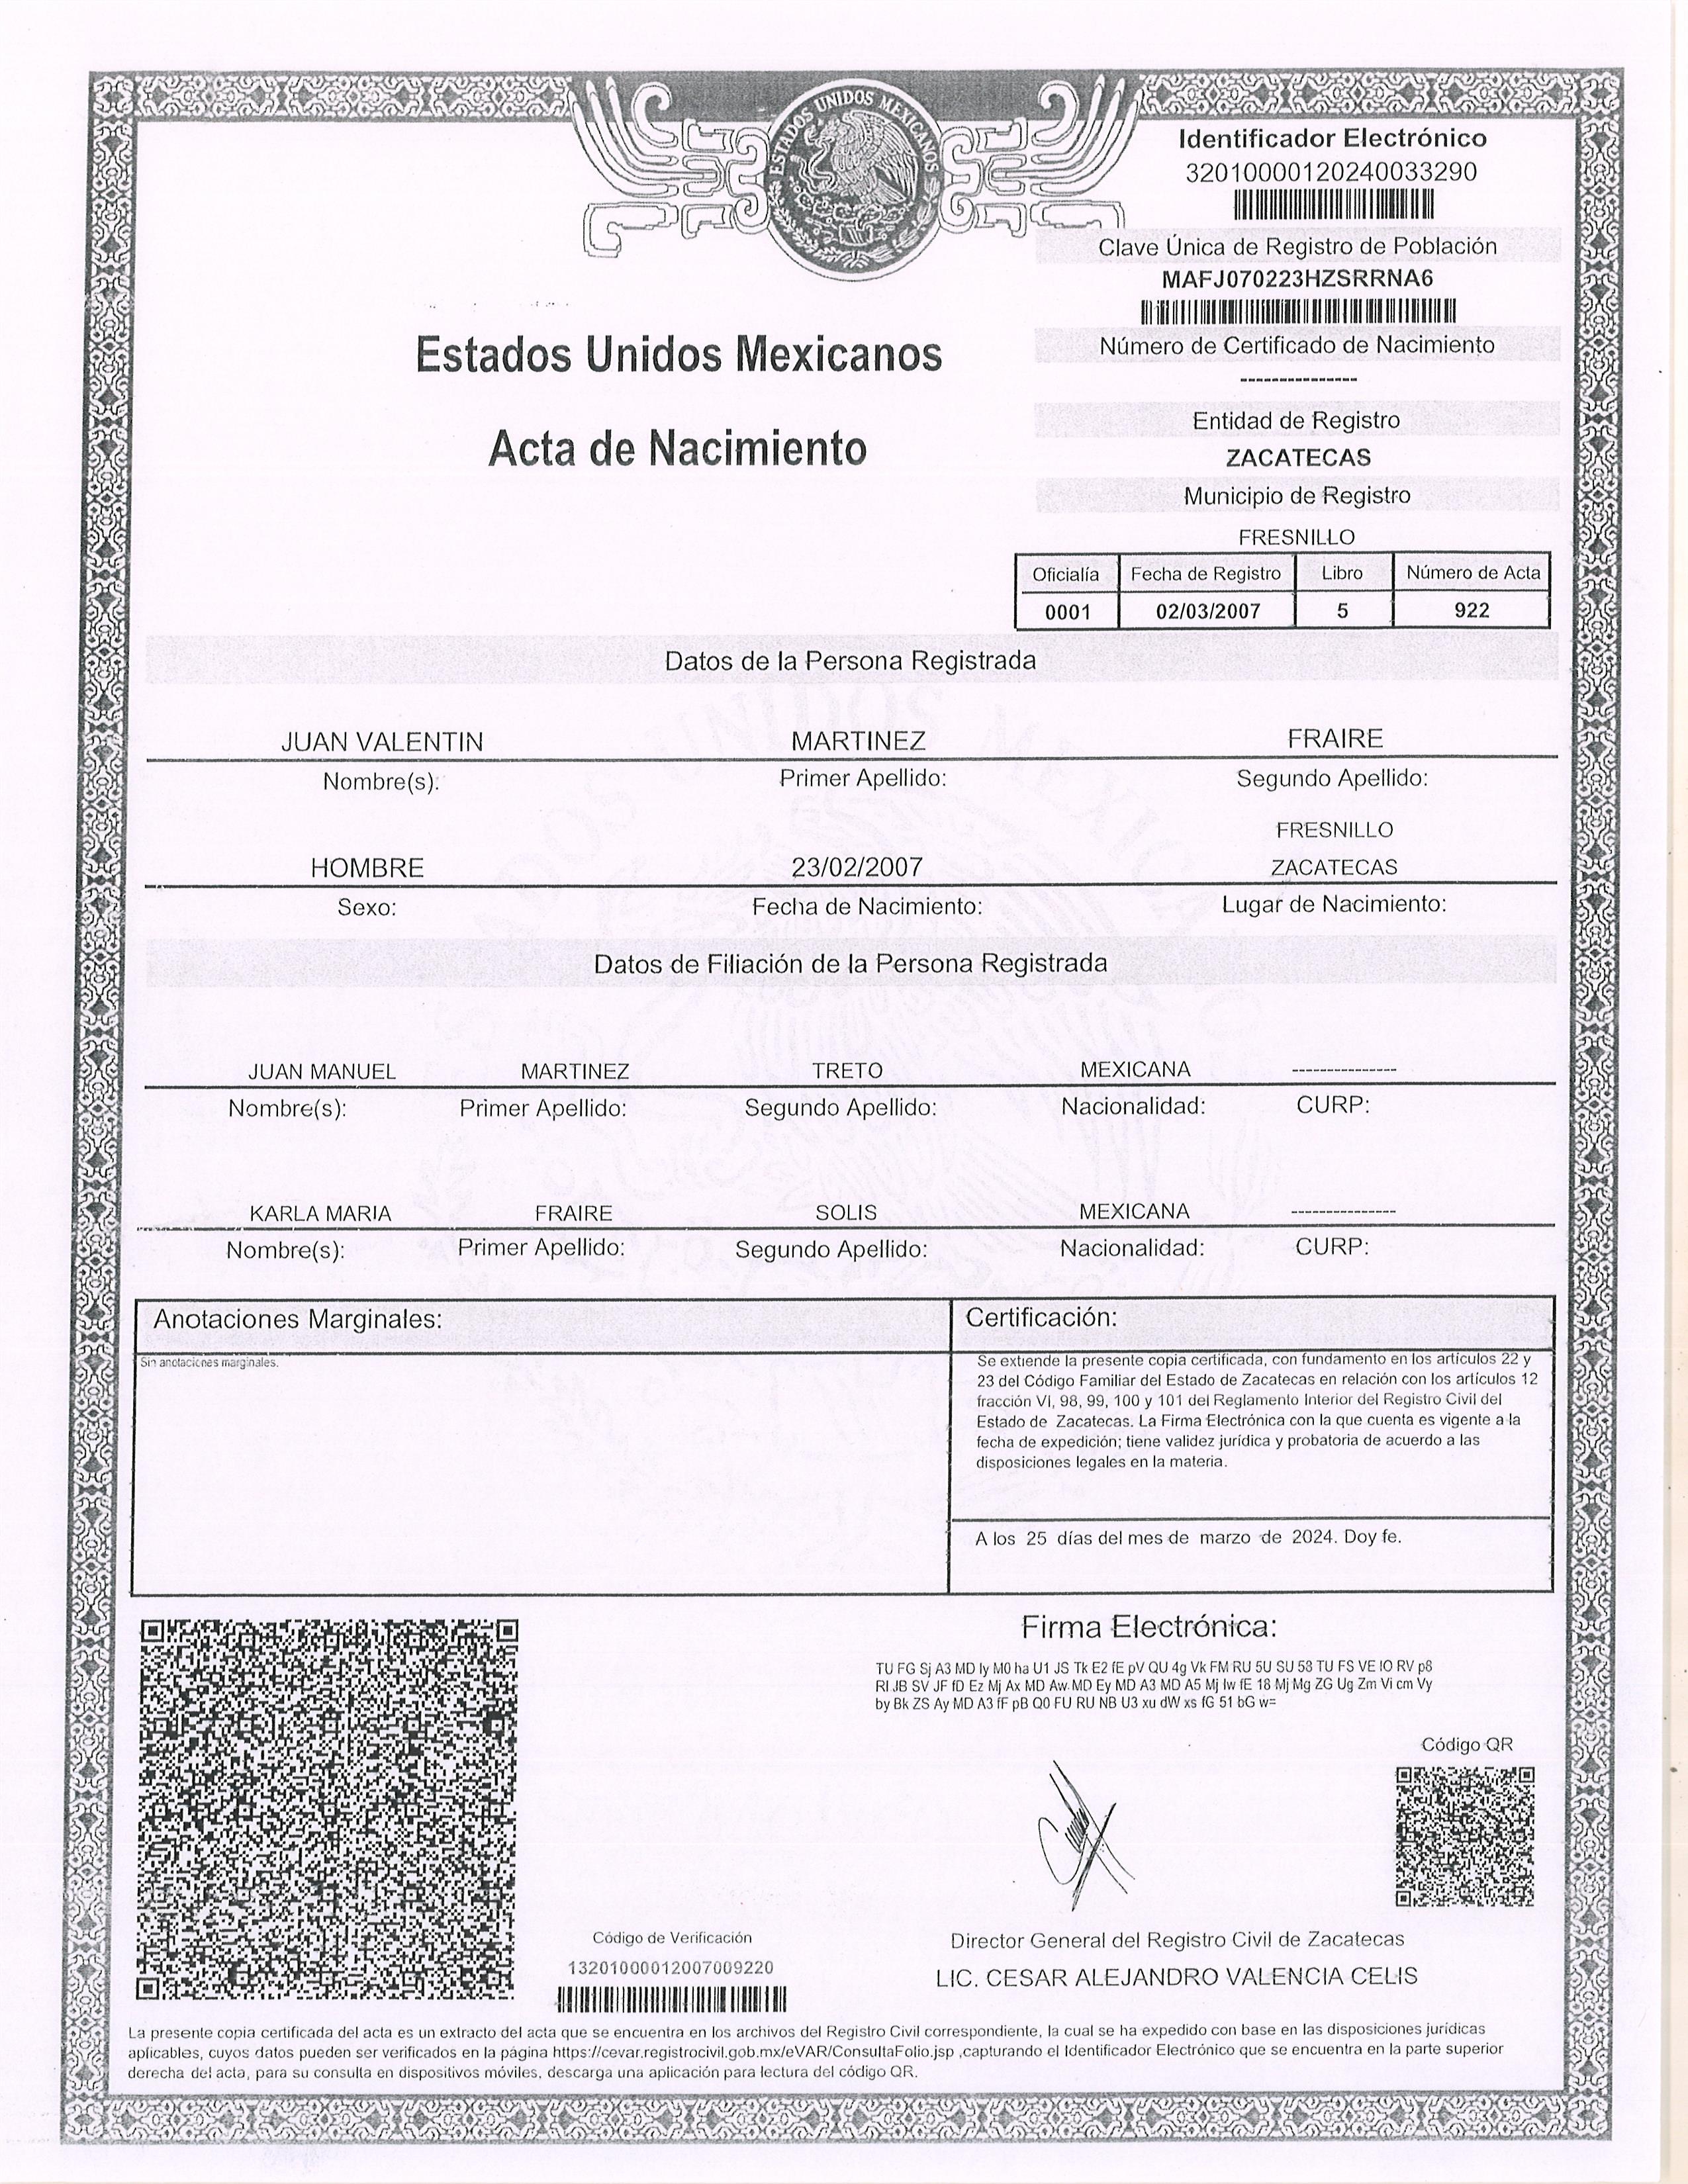 ESTADOS UNIDOS MEXICANOS
Identificador Electrónico
32010000120240033290
Clave Única de Registro de Población
MAFJ070223HZSRRNA6
Número de Certificado de Nacimiento
---------------
Entidad de Registro
ZACATECAS
Municipio de Registro
FRESNILLO
Estados Unidos Mexicanos
Acta de Nacimiento
Oficialía Fecha de Registro Libro Número de Acta
0001 02/03/2007 5 922
Datos de la Persona Registrada
JUAN VALENTIN MARTINEZ FRAIRE
Nombre(s): Primer Apellido: Segundo Apellido:
FRESNILLO
HOMBRE 23/02/2007 ZACATECAS
Sexo: Fecha de Nacimiento: Lugar de Nacimiento:
Datos de Filiación de la Persona Registrada
JUAN MANUEL MARTINEZ TRETO MEXICANA ---------------
Nombre(s): Primer Apellido: Segundo Apellido: Nacionalidad: CURP:
KARLA MARIA FRAIRE SOLIS MEXICANA ---------------
Nombre(s): Primer Apellido: Segundo Apellido: Nacionalidad: CURP:
Anotaciones Marginales:
Sin anotaciones marginales.
Certificación:
Se extiende la presente copia certificada, con fundamento en los artículos 22 y
23 del Código Familiar del Estado de Zacatecas en relación con los artículos 12
fracción VI, 98, 99, 100 y 101 del Reglamento Interior del Registro Civil del
Estado de Zacatecas. La Firma Electrónica con la que cuenta es vigente a la
fecha de expedición; tiene validez jurídica y probatoria de acuerdo a las
disposiciones legales en la materia.
A los 25 días del mes de marzo de 2024. Doy fe.
Firma Electrónica:
TU FG Sj A3 MD Iy M0 ha U1 JS Tk E2 fE pV QU 4g Vk FM RU 5U SU 58 TU FS VE lO RV p8
Rl JB SV JF fD Ez Mj Ax MD Aw MD Ey MD A3 MD A5 Mj Iw fE 18 Mj Mg ZG Ug Zm Vi cm Vy
by Bk ZS Ay MD A3 fF pB Q0 FU RU NB U3 xu dW xs fG 51 bG w=
Código QR
Código de Verificación
13201000012007009220
Director General del Registro Civil de Zacatecas
LIC. CESAR ALEJANDRO VALENCIA CELIS
La presente copia certificada del acta es un extracto del acta que se encuentra en los archivos del Registro Civil correspondiente, la cual se ha expedido con base en las disposiciones jurídicas
aplicables, cuyos datos pueden ser verificados en la página https://cevar.registrocivil.gob.mx/eVAR/ConsultaFolio.jsp ,capturando el Identificador Electrónico que se encuentra en la parte superior
derecha del acta, para su consulta en dispositivos móviles, descarga una aplicación para lectura del código QR.